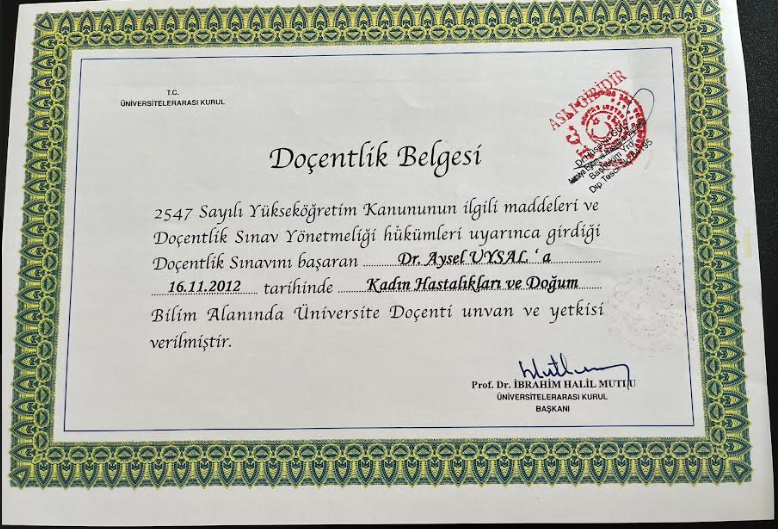 T.C.
ÜNİVERSİTELERARASI KURUL
ASLI GİBİDİR
Doçentlik Belgesi
2547 Sayılı Yükseköğretim Kanununun ilgili maddeleri ve
Doçentlik Sınav Yönetmeliği hükümleri uyarınca girdiği
Doçentlik Sınavını başaran Dr. Aysel UYSAL ' a
16.11.2012 tarihinde Kadın Hastalıkları ve Doğum
Bilim Alanında Üniversite Doçenti unvan ve yetkisi
verilmiştir.
Prof. Dr. İBRAHİM HALİL MUTLU
ÜNİVERSİTELERARASI KURUL
BAŞKANI